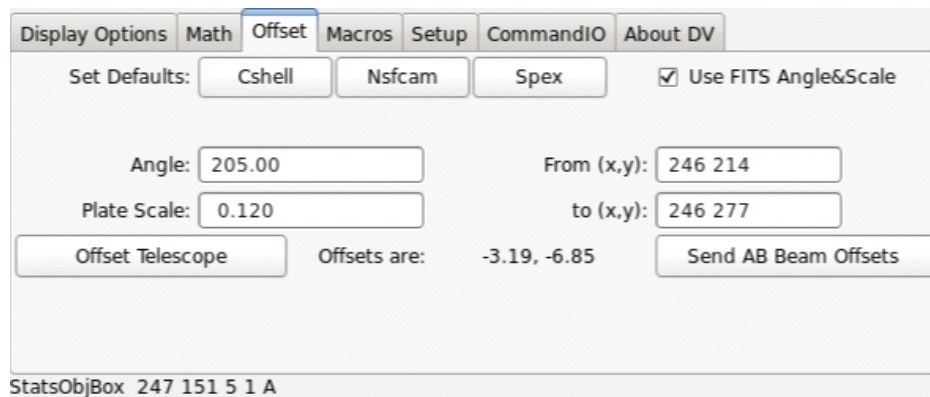 Display Options Math Offset Macros Setup CommandIO About DV
Set Defaults: Cshell Nsfcam Spex Use FITS Angle&Scale
Angle: 205.00 From (x,y): 246 214
Plate Scale: 0.120 to (x,y): 246 277
Offset Telescope Offsets are: -3.19, -6.85 Send AB Beam Offsets
StatsObjBox 247 151 5 1 A